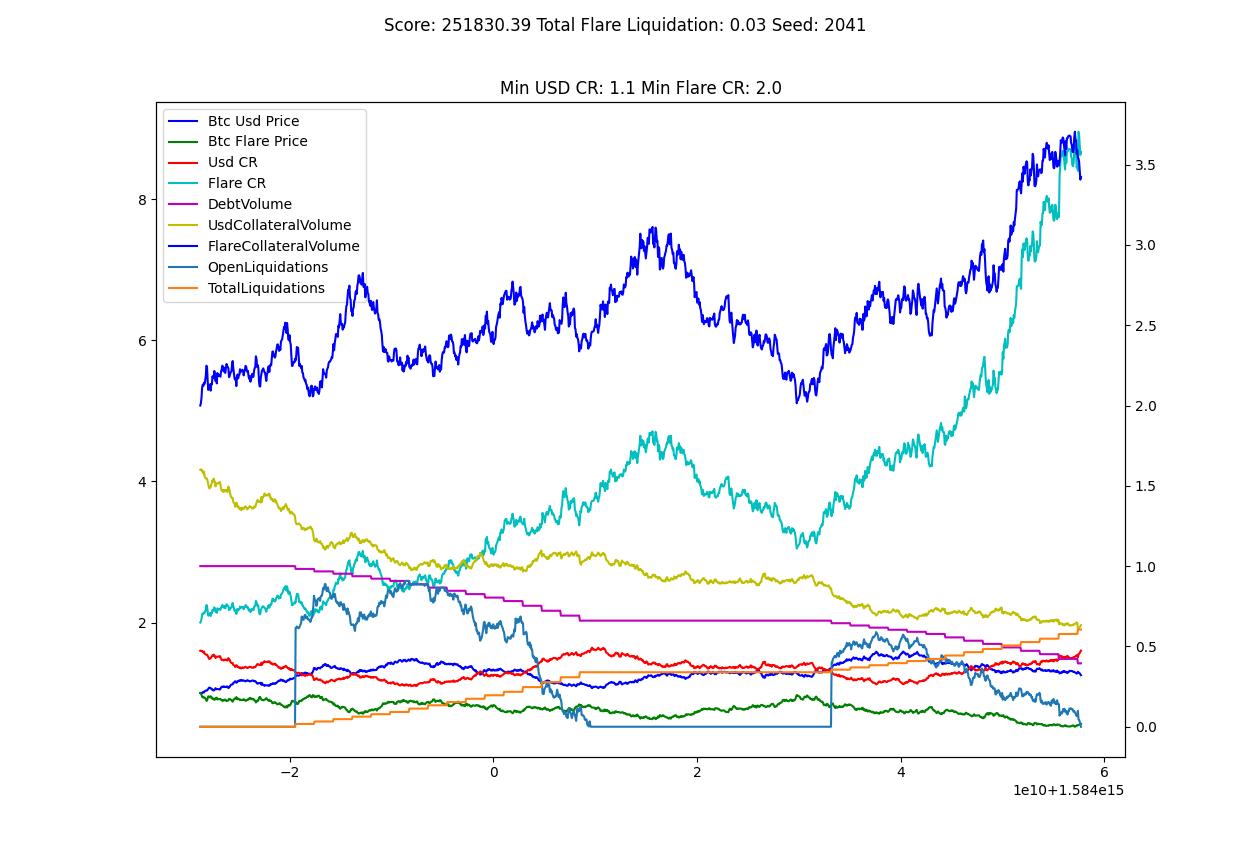 Score: 251830.39 Total Flare Liquidation: 0.03 Seed: 2041
Min USD CR: 1.1 Min Flare CR: 2.0
Btc Usd Price
Btc Flare Price
Usd CR
Flare CR
DebtVolume
UsdCollateralVolume
FlareCollateralVolume
OpenLiquidations
TotalLiquidations
8
6
4
2
3.5
3.0
2.5
2.0
1.5
1.0
0.5
0.0
−2 0 2 4 6
1e10+1.584e15